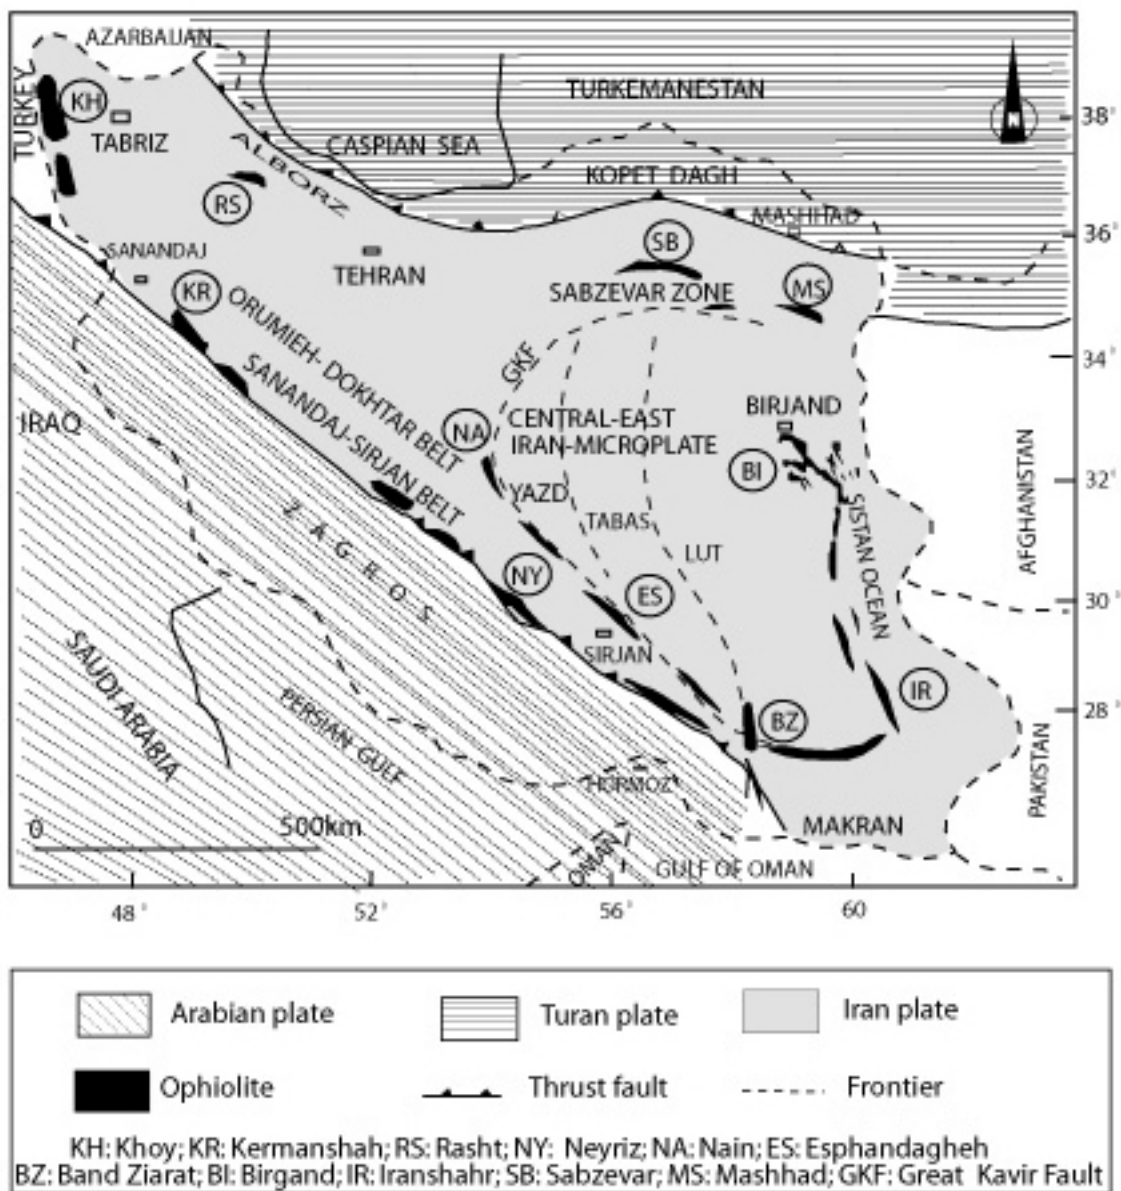 AZARBAIJAN
TURKEY
KH
TABRIZ
TURKEMANESTAN
N
38°
CASPIAN SEA
ALBORZ
KOPET DAGH
RS
MASHHAD
36°
SANANDAJ
SB
TEHRAN
KR
SABZEVAR ZONE
MS
ORUMIEH-DOKHTAR BELT
SANANDAJ-SIRJAN BELT
GKF
34°
IRAQ
NA
CENTRAL-EAST
IRAN-MICROPLATE
BIRJAND
BI
32°
YAZD
TABAS
LUT
SISTAN OCEAN
AFGHANISTAN
ZAGROS
NY
ES
30°
SIRJAN
SAUDI ARABIA
PERSIAN GULF
BZ
IR
28°
PAKISTAN
HORMOZ
0 500km
MAKRAN
OMAN
GULF OF OMAN
48° 52° 56° 60
Arabian plate Turan plate Iran plate
Ophiolite Thrust fault Frontier
KH: Khoy; KR: Kermanshah; RS: Rasht; NY: Neyriz; NA: Nain; ES: Esphandagheh
BZ: Band Ziarat; BI: Birgand; IR: Iranshahr; SB: Sabzevar; MS: Mashhad; GKF: Great Kavir Fault